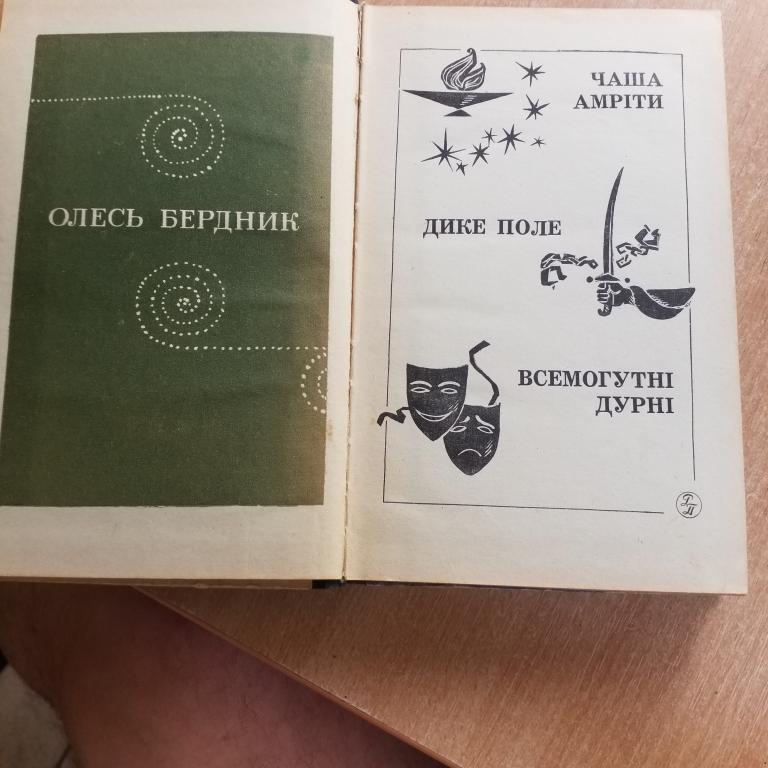 ОЛЕСЬ БЕРДНИК
ЧАША
АМРІТИ
ДИКЕ ПОЛЕ
ВСЕМОГУТНІ
ДУРНІ